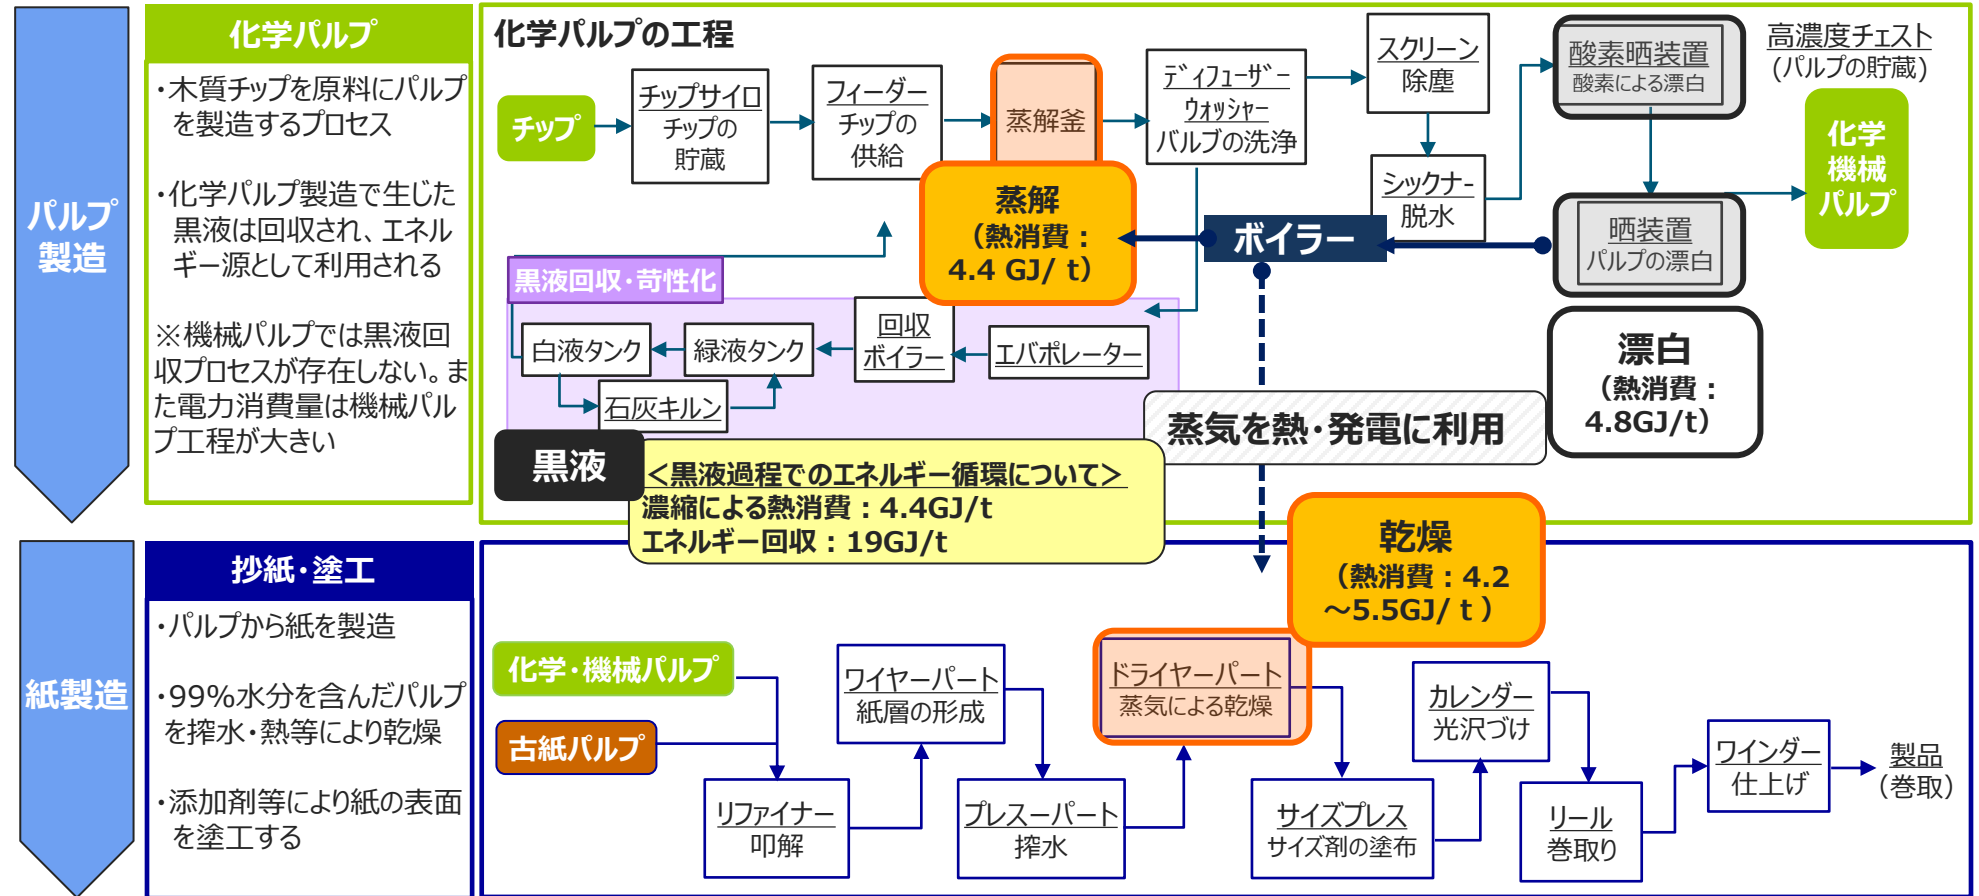 パルプ
製造
化学パルプ
・木質チップを原料にパルプ
を製造するプロセス
・化学パルプ製造で生じた
黒液は回収され、エネル
ギー源として利用される
※機械パルプでは黒液回
収プロセスが存在しない。ま
た電力消費量は機械パル
プ工程が大きい
化学パルプの工程
チップ
チップサイロ
チップの
貯蔵
フィーダー
チップの
供給
蒸解釜
ﾃﾞｨﾌｭｰｻﾞｰ
ｳｫｯｼｬｰ
バルブの洗浄
スクリーン
除塵
シックナｰ
脱水
酸素晒装置
酸素による漂白
高濃度チェスト
(パルプの貯蔵)
化学
機械
パルプ
晒装置
パルプの漂白
蒸解
（熱消費：
4.4 GJ/ t）
ボイラー
漂白
（熱消費：
4.8GJ/t）
黒液回収・苛性化
白液タンク
緑液タンク
回収
ボイラー
エバポレーター
石灰キルン
蒸気を熱・発電に利用
黒液
＜黒液過程でのエネルギー循環について＞
濃縮による熱消費：4.4GJ/t
エネルギー回収：19GJ/t
乾燥
（熱消費：4.2
～5.5GJ/ t ）
紙製造
抄紙・塗工
・パルプから紙を製造
・99%水分を含んだパルプ
を搾水・熱等により乾燥
・添加剤等により紙の表面
を塗工する
化学・機械パルプ
古紙パルプ
リファイナー
叩解
ワイヤーパート
紙層の形成
プレスーパート
搾水
ドライヤーパート
蒸気による乾燥
サイズプレス
サイズ剤の塗布
カレンダー
光沢づけ
リール
巻取り
ワインダー
仕上げ
製品
(巻取)